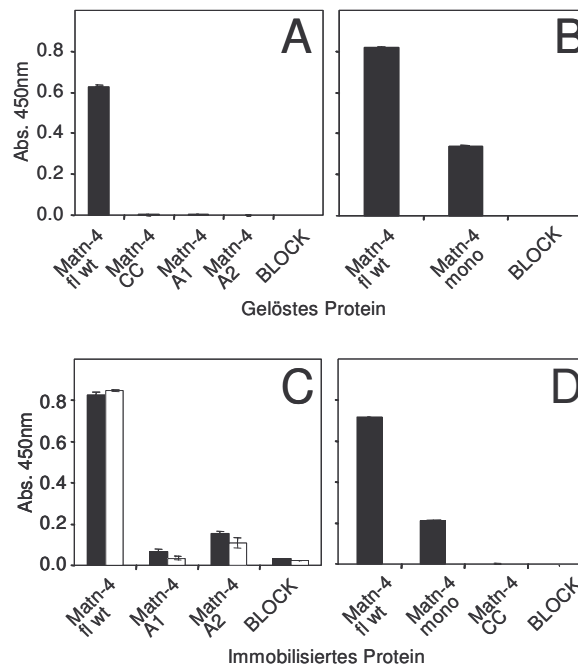 A
B
Abs. 450nm
0.8
0.6
0.4
0.2
0.0
Matn-4
fl wt
Matn-4
CC
Matn-4
A1
Matn-4
A2
BLOCK
Matn-4
fl wt
Matn-4
mono
BLOCK
Gelöstes Protein
C
D
Abs. 450nm
0.8
0.6
0.4
0.2
0.0
Matn-4
fl wt
Matn-4
A1
Matn-4
A2
BLOCK
Matn-4
fl wt
Matn-4
mono
Matn-4
CC
BLOCK
Immobilisiertes Protein